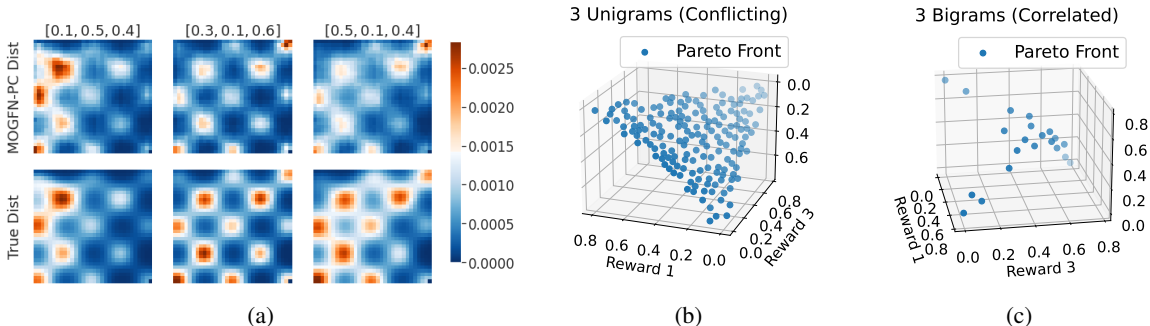 [0.1, 0.5, 0.4]
[0.3, 0.1, 0.6]
[0.5, 0.1, 0.4]
MOGFN-PC Dist
True Dist
0.0025
0.0020
0.0015
0.0010
0.0005
0.0000
(a)
3 Unigrams (Conflicting)
Pareto Front
0.0
0.2
0.4
0.6
0.8
0.6
0.4
0.2
0.0
Reward 1
0.0
0.2
0.4
0.6
0.8
Reward 3
(b)
3 Bigrams (Correlated)
Pareto Front
0.8
0.6
0.4
0.2
0.0
0.0
0.2
0.4
0.6
0.8
Reward 1
0.0
0.2
0.4
0.6
0.8
Reward 3
(c)